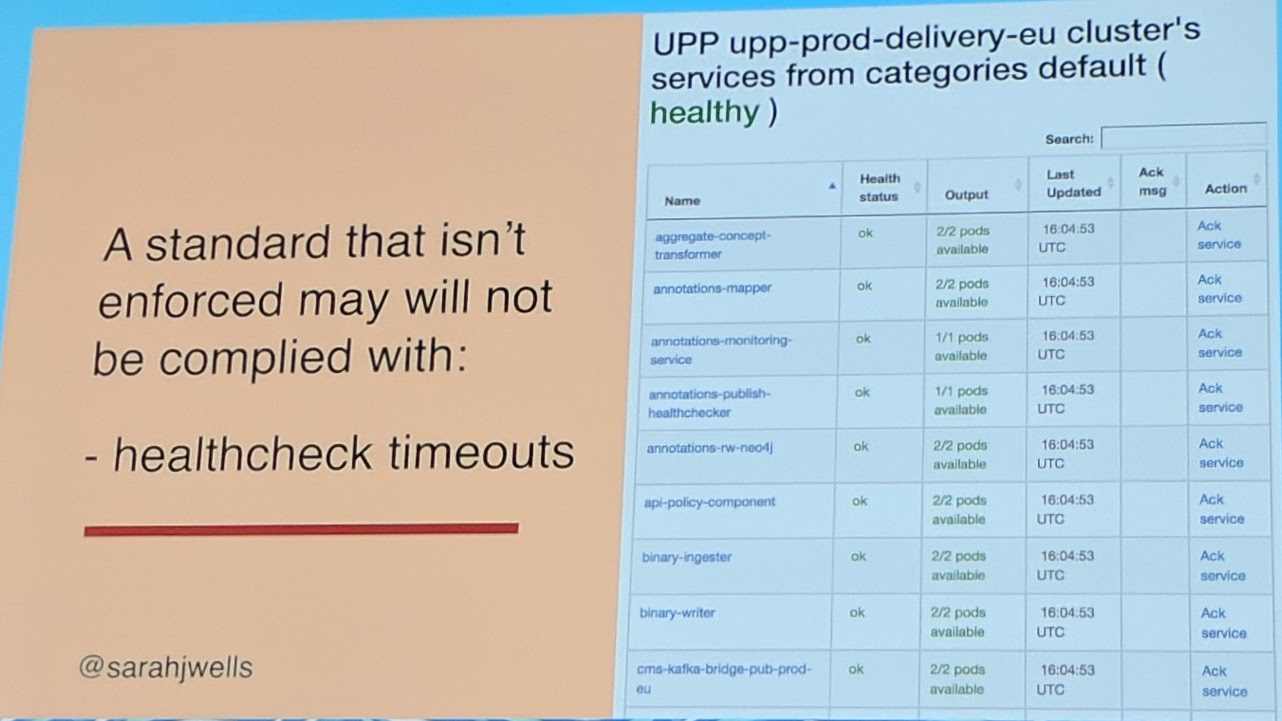 A standard that isn't
enforced may will not
be complied with:
- healthcheck timeouts
@sarahjwells
UPP upp-prod-delivery-eu cluster's
services from categories default (
healthy )
Search:
Name Health status Output Last Updated Ack msg Action
aggregate-concept-transformer ok 2/2 pods available 16:04:53 UTC Ack service
annotations-mapper ok 2/2 pods available 16:04:53 UTC Ack service
annotations-monitoring-service ok 1/1 pods available 16:04:53 UTC Ack service
annotations-publish-healthchecker ok 1/1 pods available 16:04:53 UTC Ack service
annotations-rw-neo4j ok 2/2 pods available 16:04:53 UTC Ack service
api-policy-component ok 2/2 pods available 16:04:53 UTC Ack service
binary-ingester ok 2/2 pods available 16:04:53 UTC Ack service
binary-writer ok 2/2 pods available 16:04:53 UTC Ack service
cms-kafka-bridge-pub-prod-eu ok 2/2 pods available 16:04:53 UTC Ack service